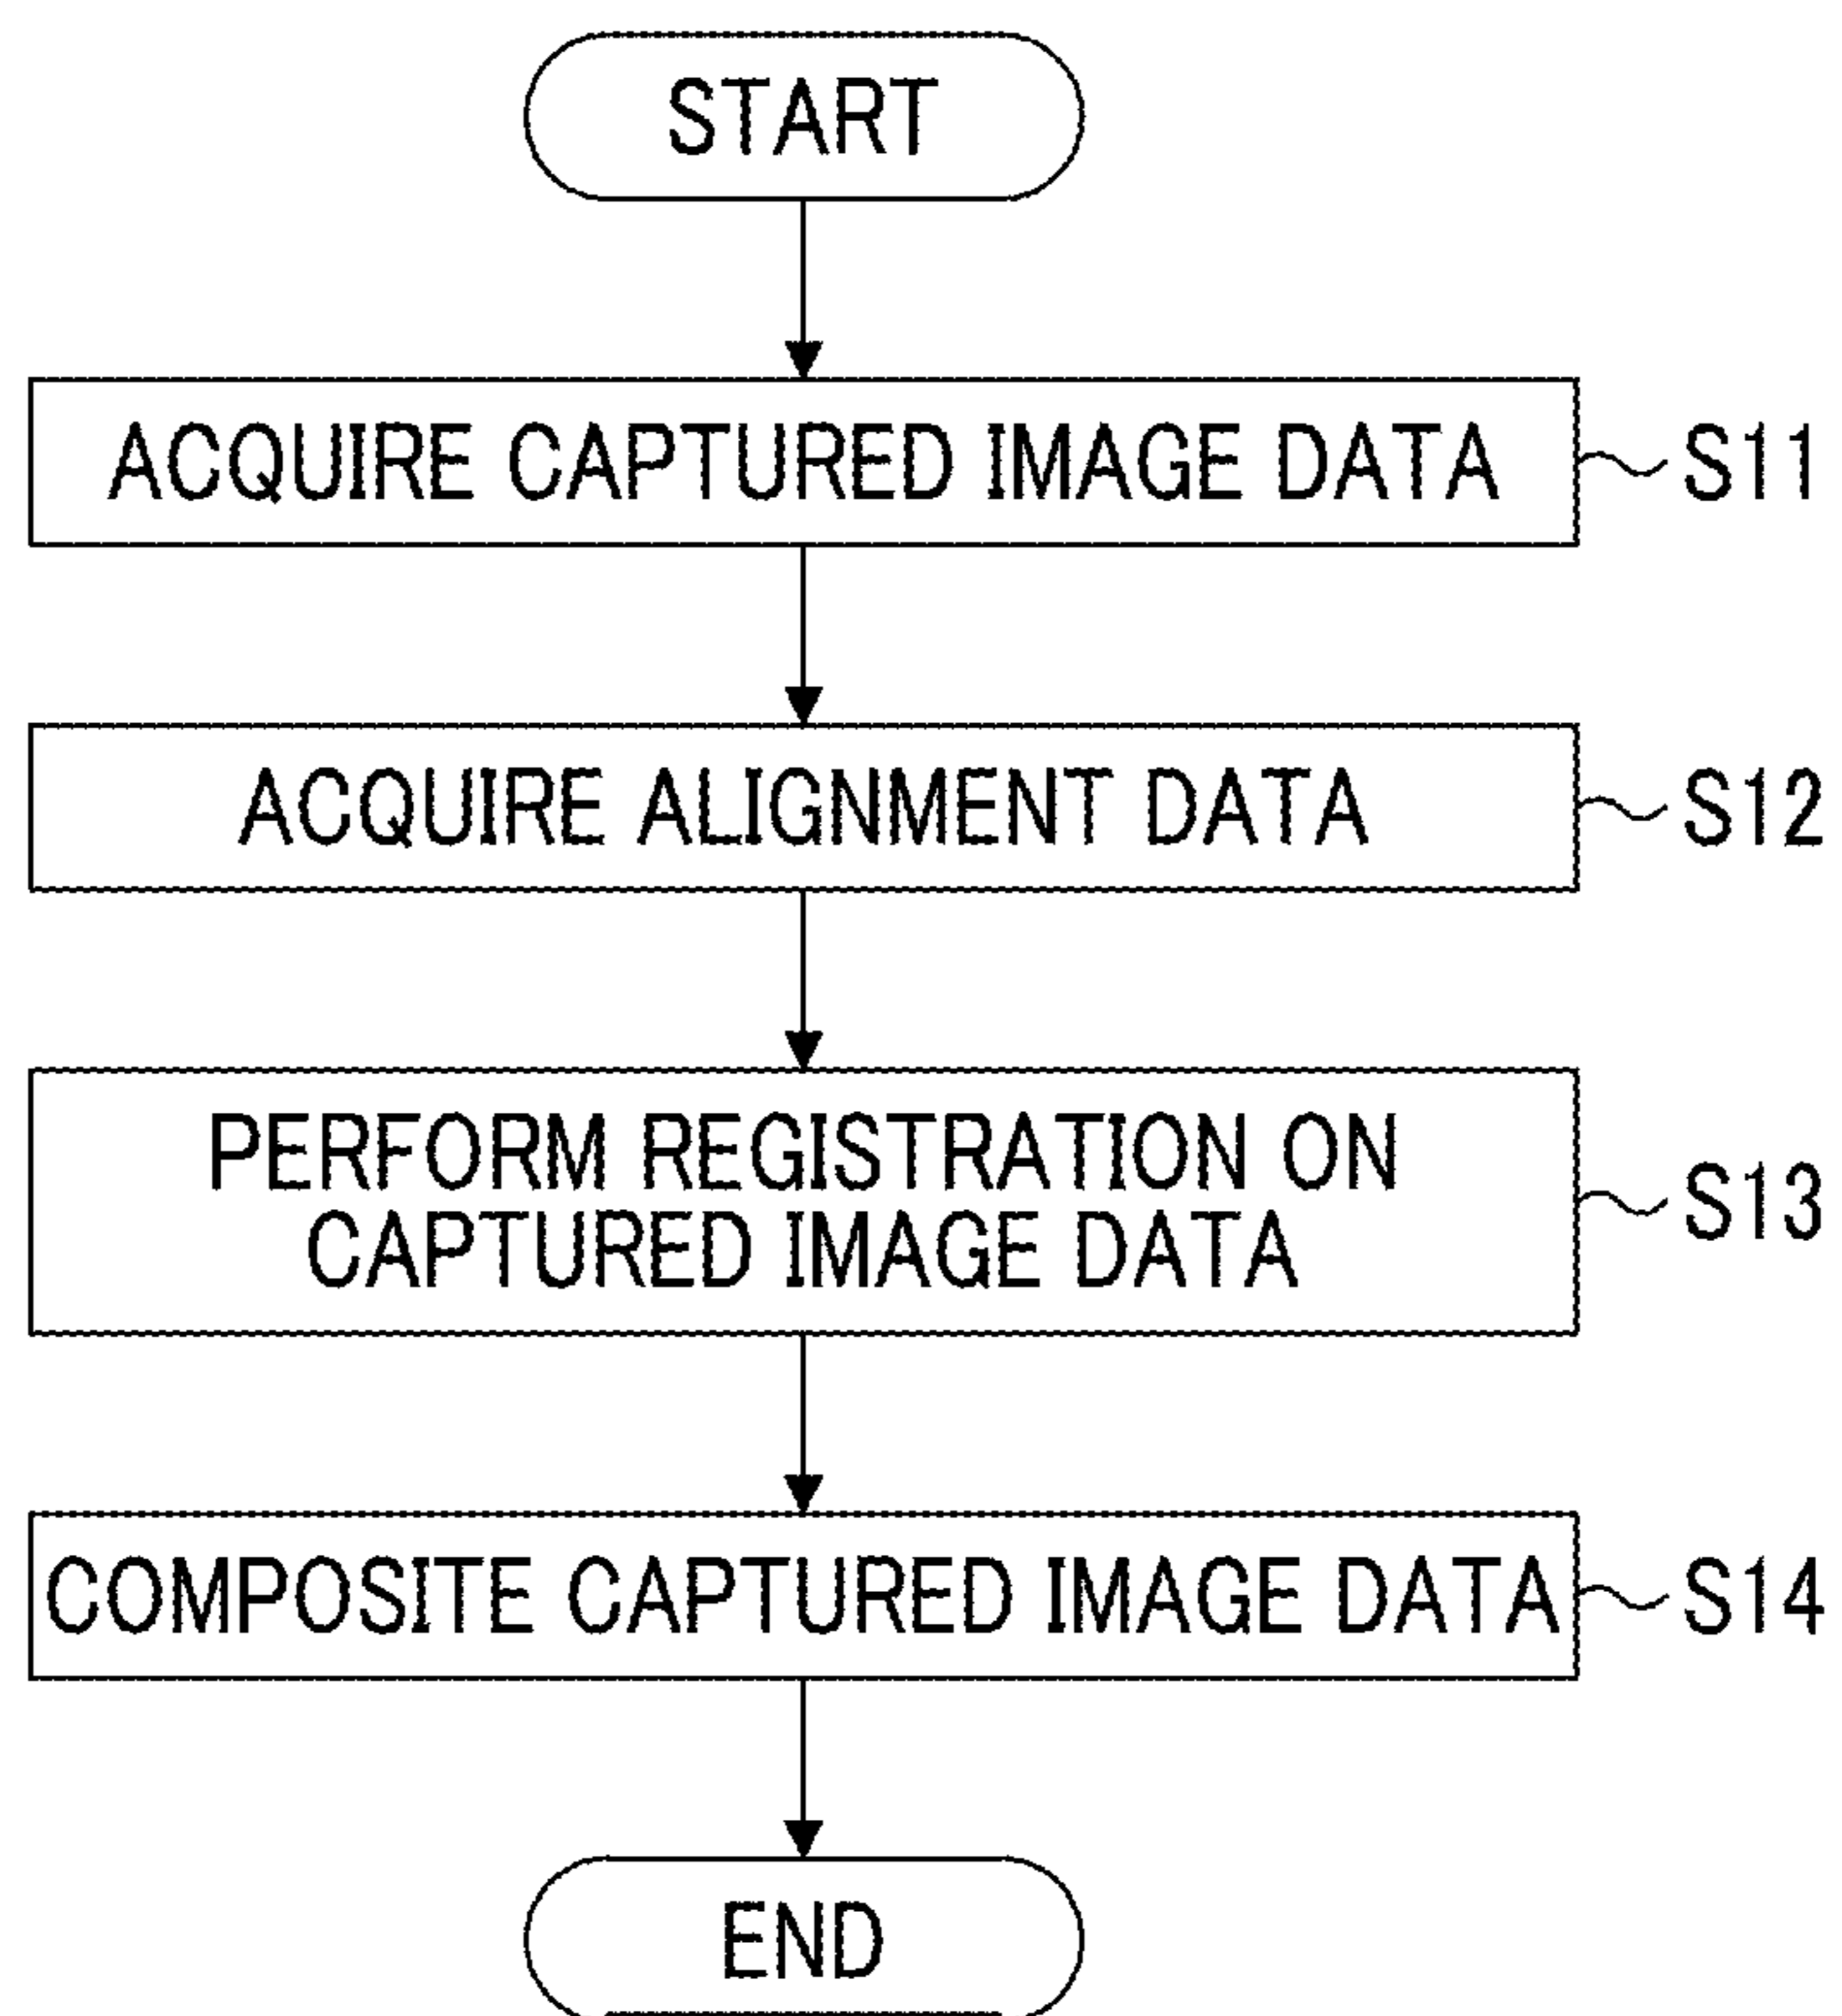 START
ACQUIRE CAPTURED IMAGE DATA S11
ACQUIRE ALIGNMENT DATA S12
PERFORM REGISTRATION ON
CAPTURED IMAGE DATA
S13
COMPOSITE CAPTURED IMAGE DATA S14
END